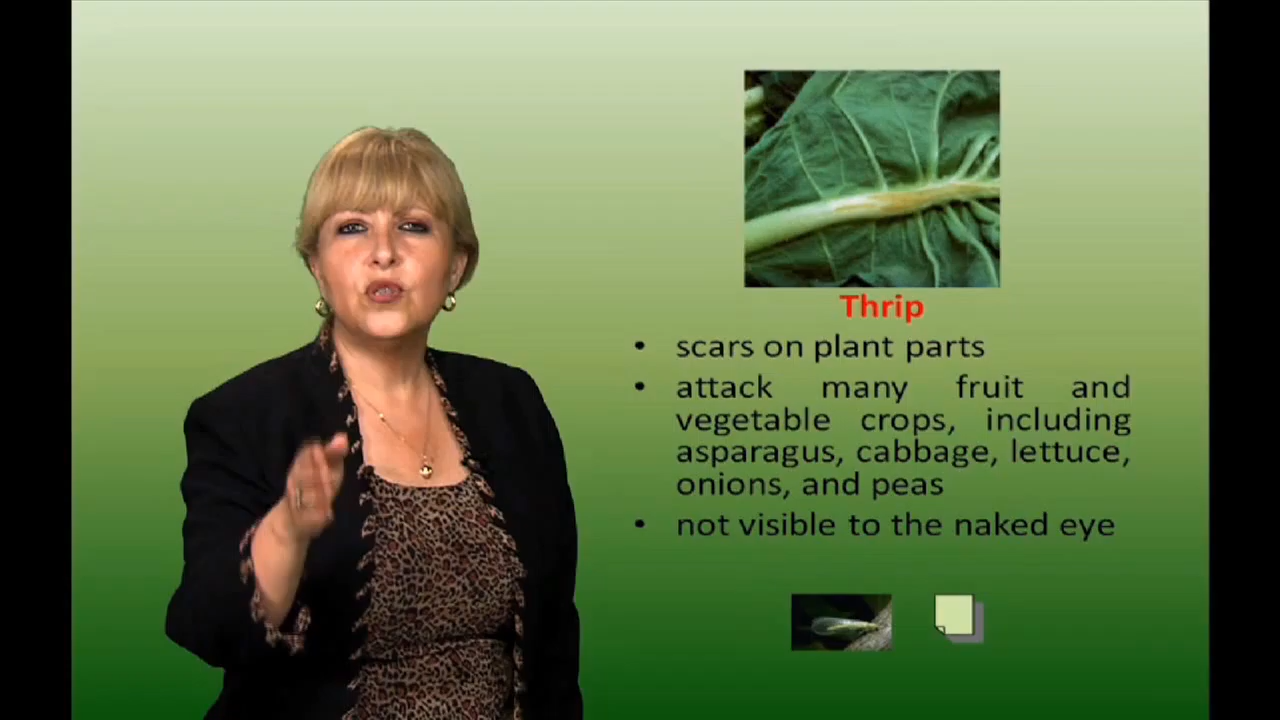 Thrip
• scars on plant parts
• attack many fruit and
vegetable crops, including
asparagus, cabbage, lettuce,
onions, and peas
• not visible to the naked eye